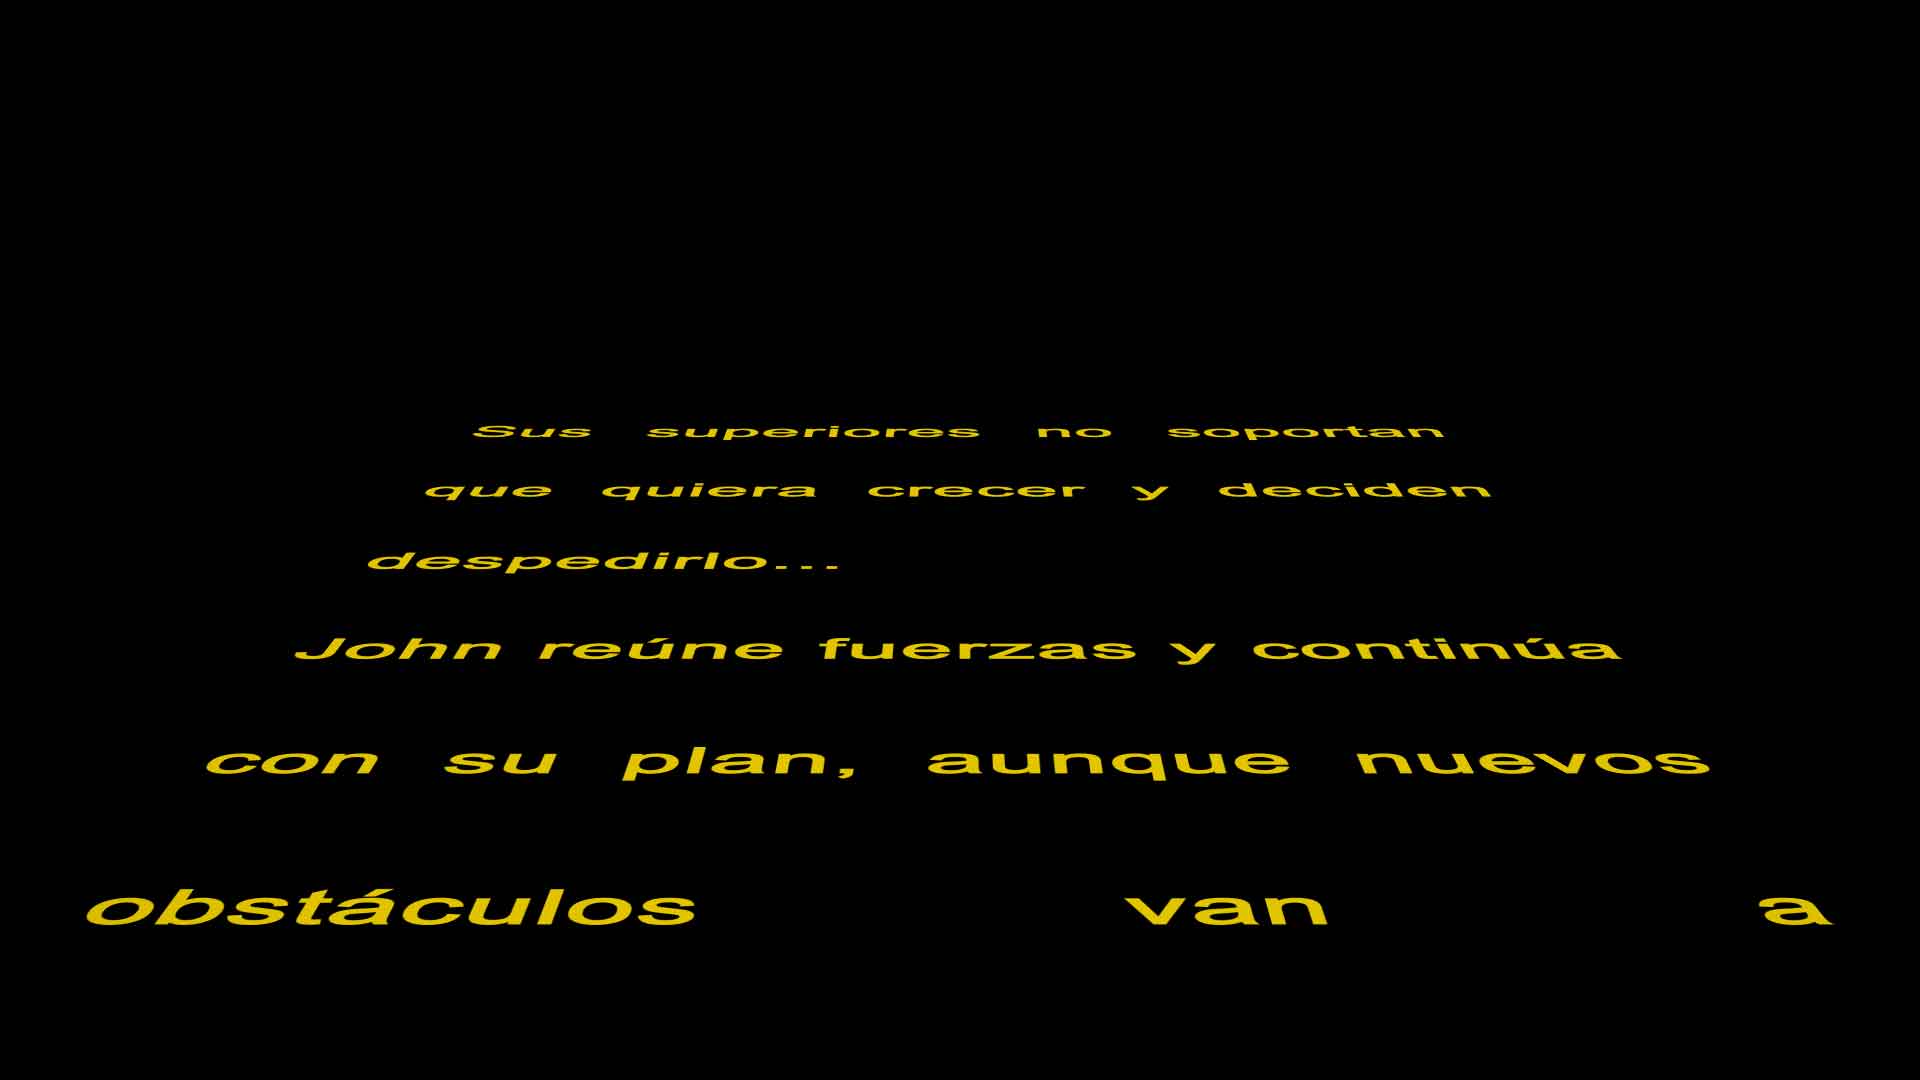 Sus superiores no soportan
que quiera crecer y deciden
despedirlo...
John reúne fuerzas y continúa
con su plan, aunque nuevos
obstáculos van a